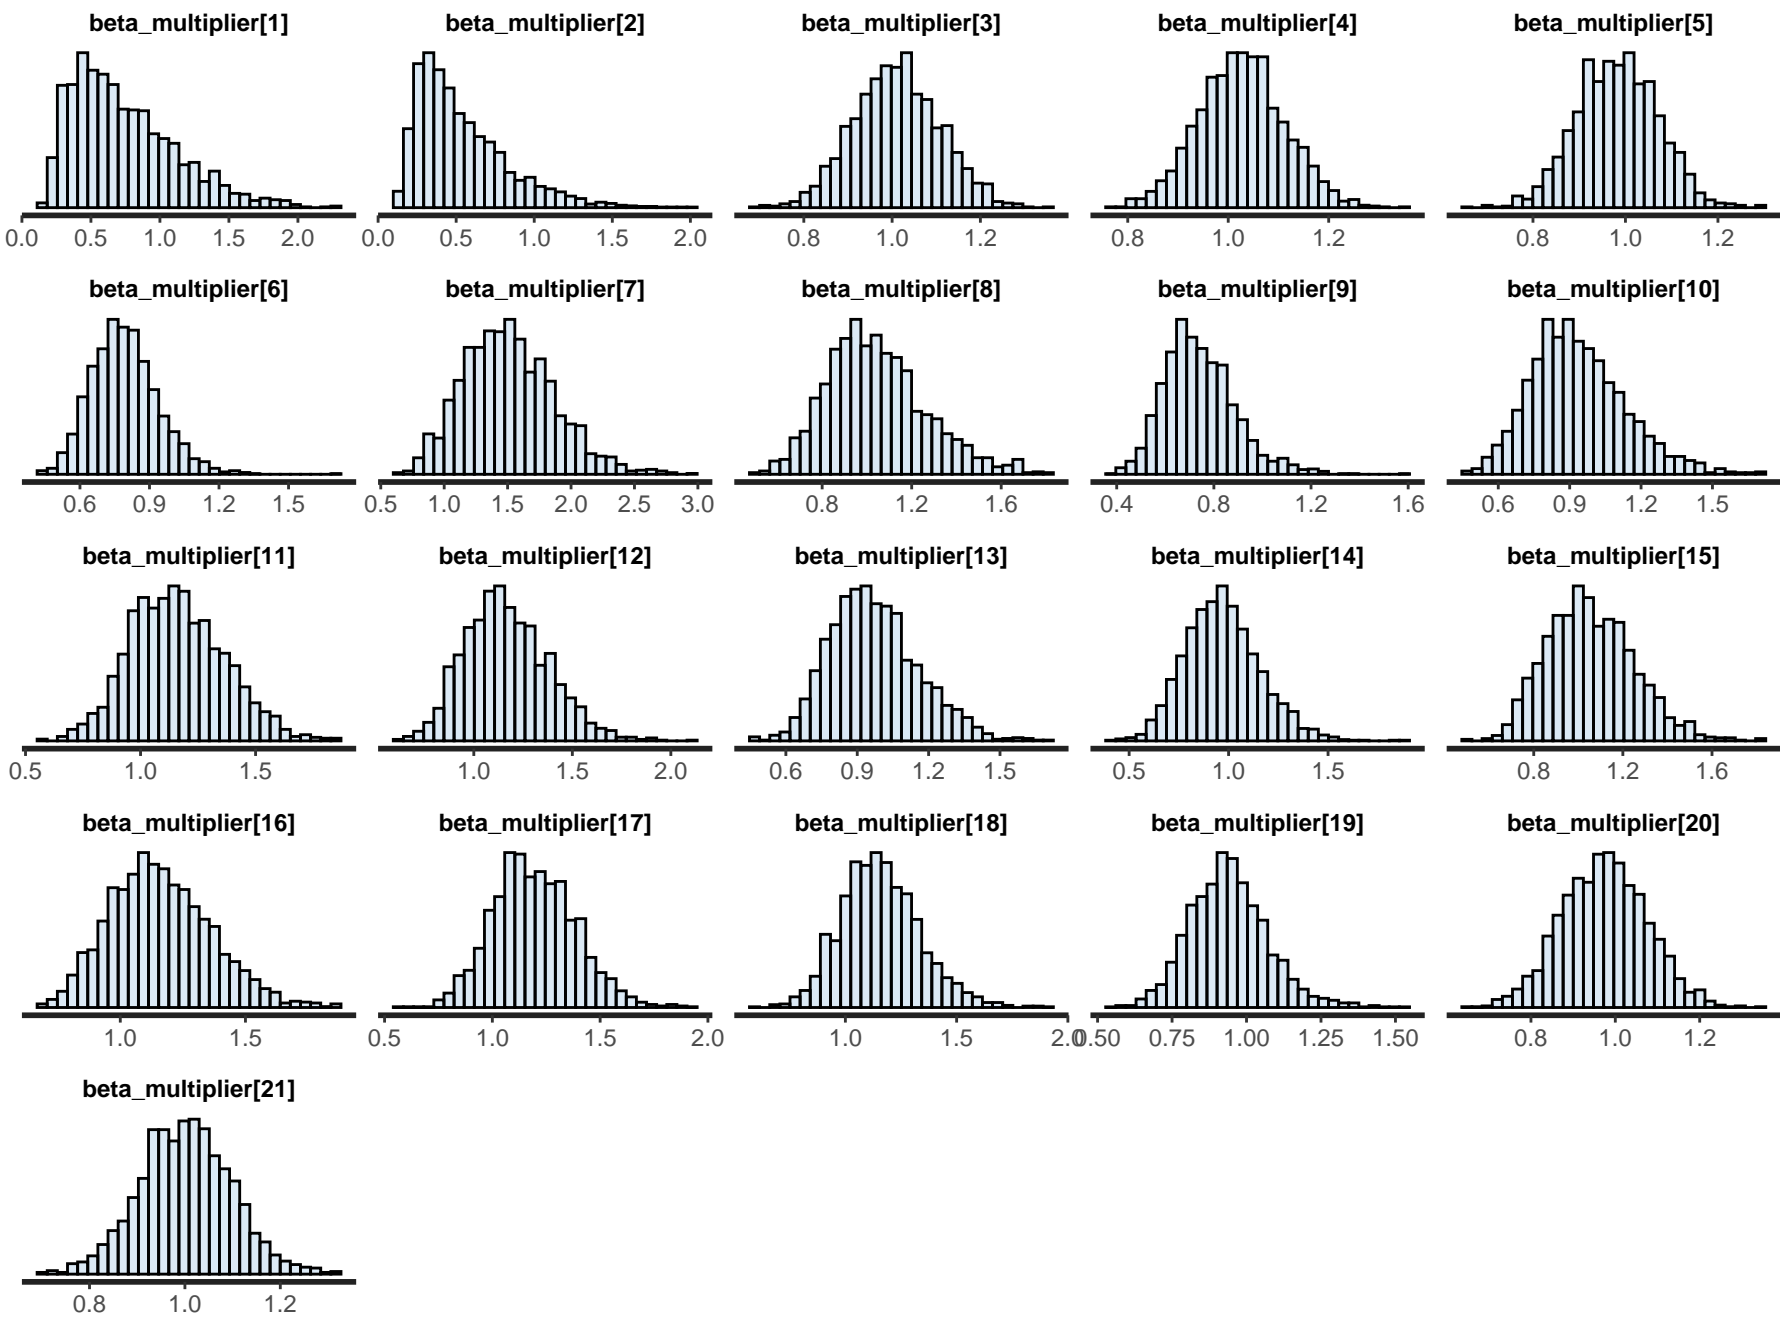 beta_multiplier[1] beta_multiplier[2] beta_multiplier[3] beta_multiplier[4] beta_multiplier[5]
0.0 0.5 1.0 1.5 2.0 0.0 0.5 1.0 1.5 2.0 0.8 1.0 1.2 0.8 1.0 1.2 0.8 1.0 1.2
beta_multiplier[6] beta_multiplier[7] beta_multiplier[8] beta_multiplier[9] beta_multiplier[10]
0.6 0.9 1.2 1.5 0.5 1.0 1.5 2.0 2.5 3.0 0.8 1.2 1.6 0.4 0.8 1.2 1.6 0.6 0.9 1.2 1.5
beta_multiplier[11] beta_multiplier[12] beta_multiplier[13] beta_multiplier[14] beta_multiplier[15]
0.5 1.0 1.5 1.0 1.5 2.0 0.6 0.9 1.2 1.5 0.5 1.0 1.5 0.8 1.2 1.6
beta_multiplier[16] beta_multiplier[17] beta_multiplier[18] beta_multiplier[19] beta_multiplier[20]
1.0 1.5 0.5 1.0 1.5 2.0 1.0 1.5 2.0 0.50 0.75 1.00 1.25 1.50 0.8 1.0 1.2
beta_multiplier[21]
0.8 1.0 1.2